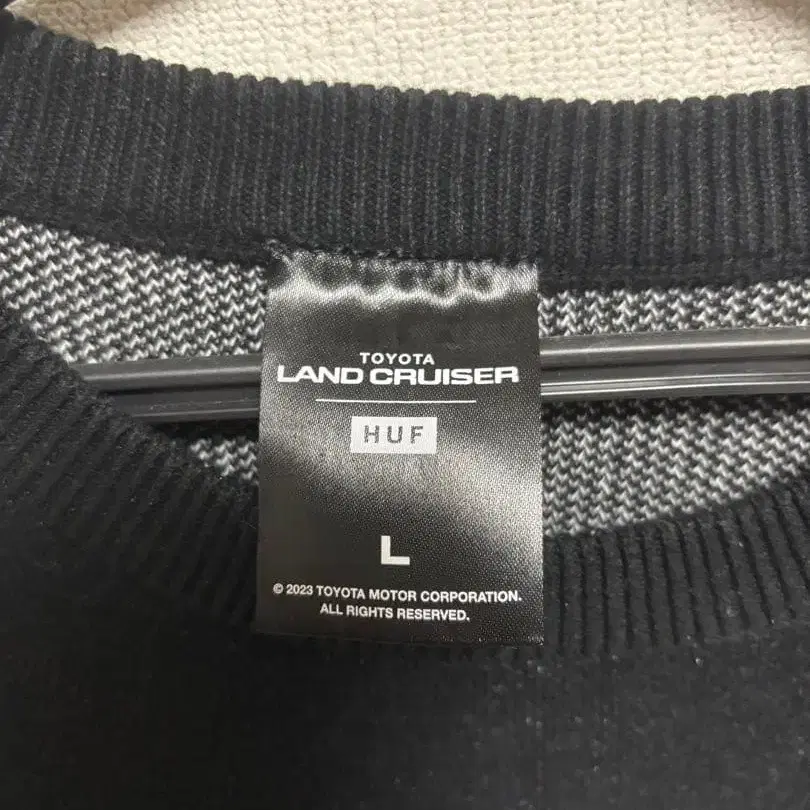 TOYOTA
LAND CRUISER
HUF
L
© 2023 TOYOTA MOTOR CORPORATION.
ALL RIGHTS RESERVED.